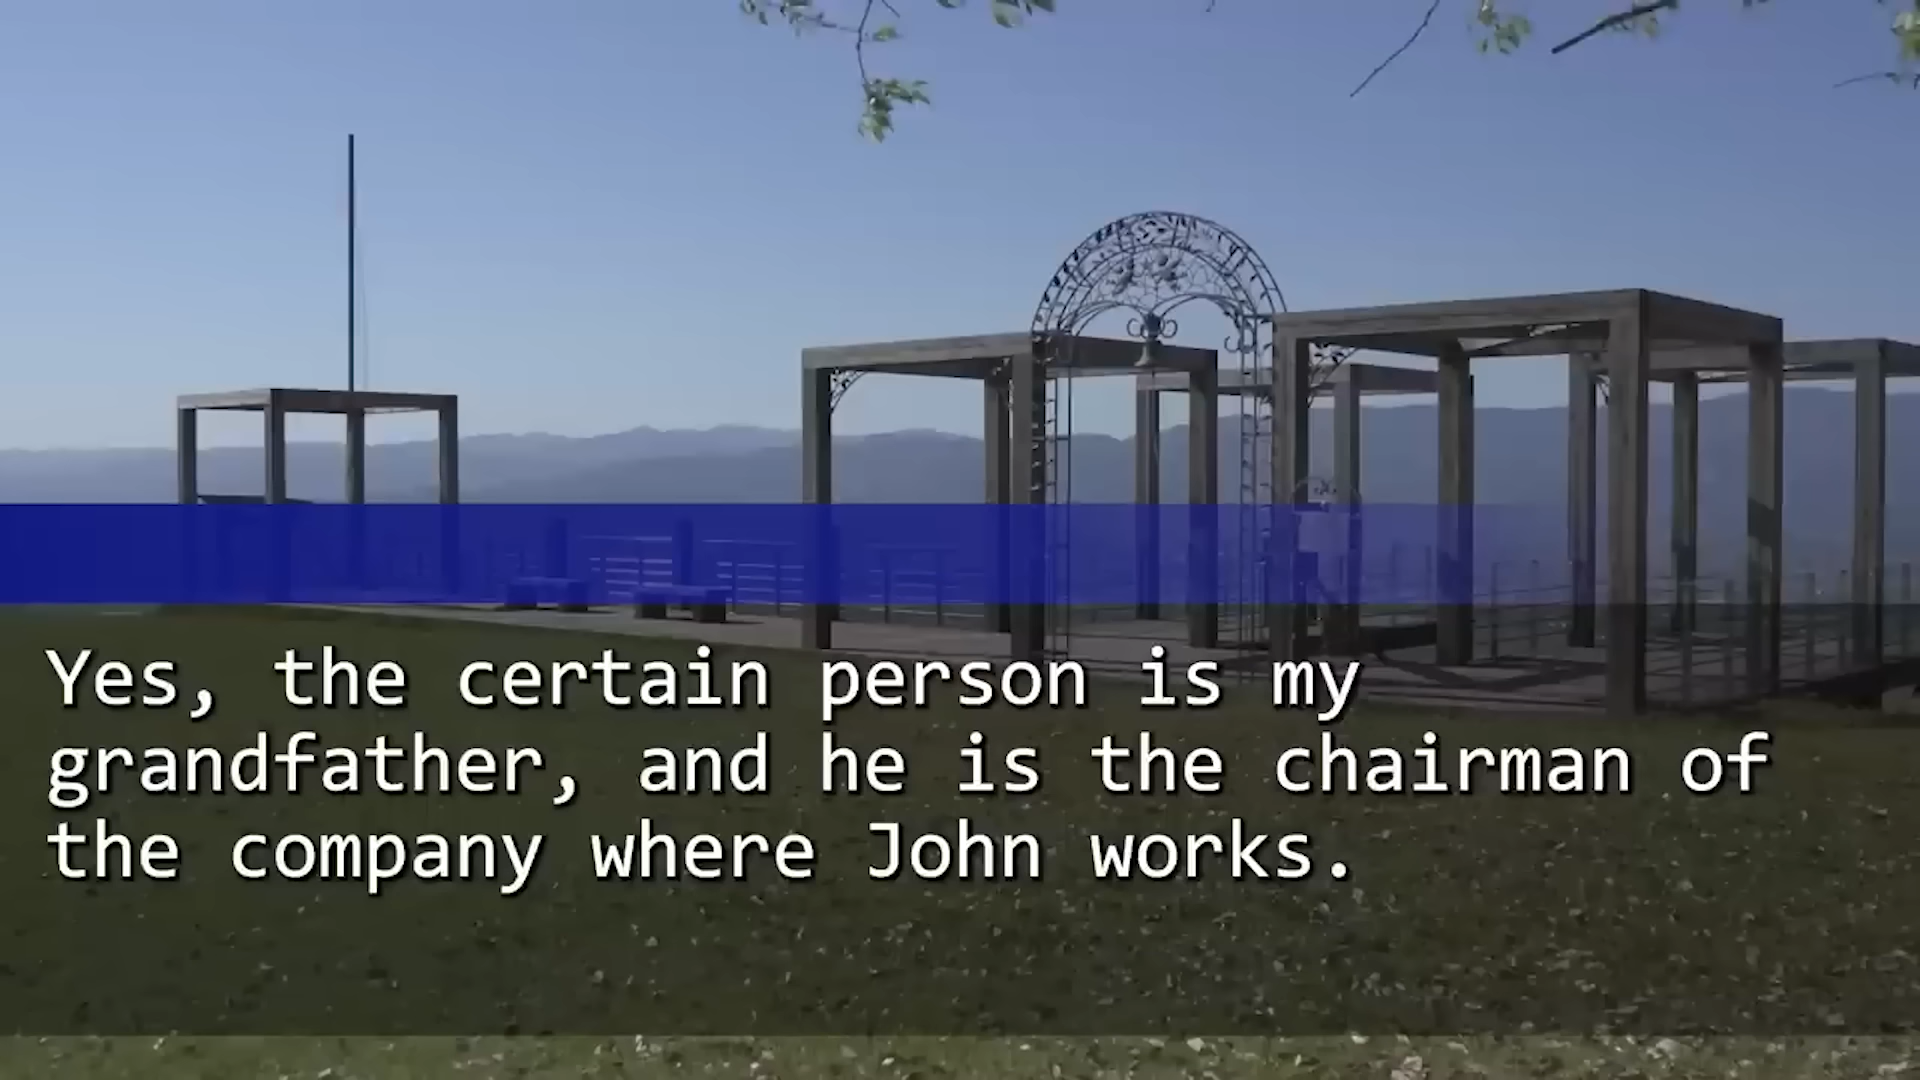 Yes, the certain person is my
grandfather, and he is the chairman of
the company where John works.